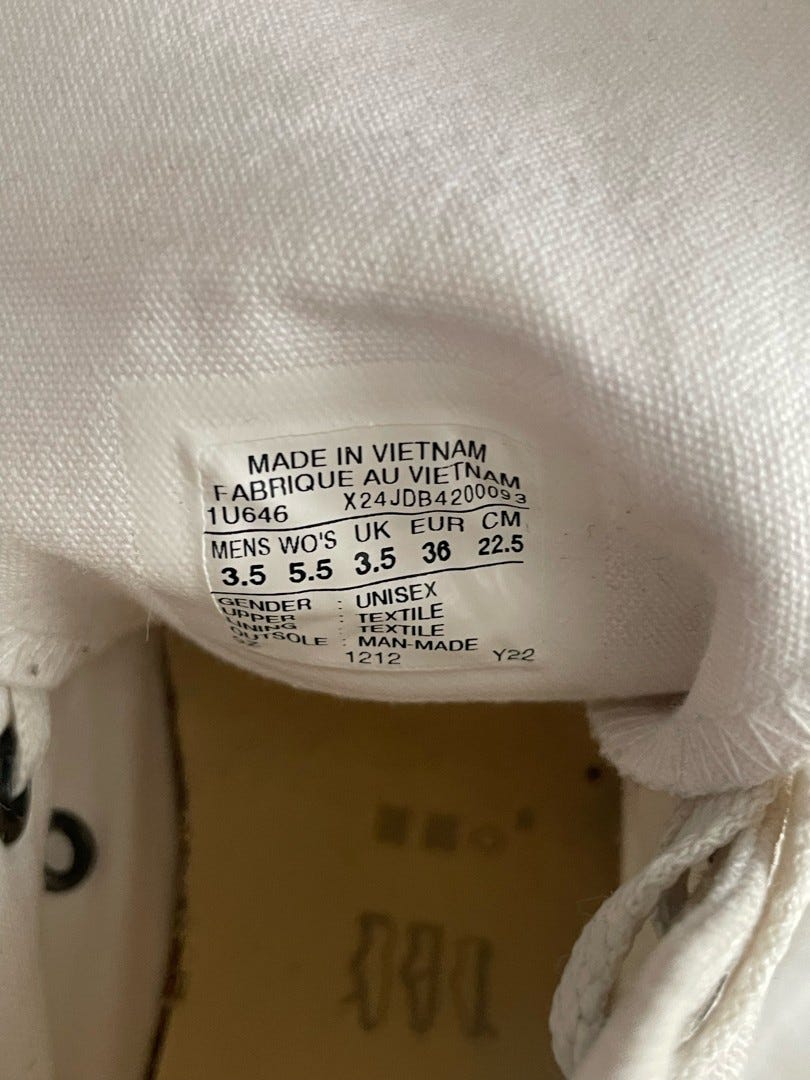 MADE IN VIETNAM
FABRIQUE AU VIETNAM
1U646 X24JDB4200093
MENS WO'S UK EUR CM
3.5 5.5 3.5 36 22.5
GENDER : UNISEX
UPPER : TEXTILE
LINING : TEXTILE
OUTSOLE : MAN-MADE
SZ 1212 Y22